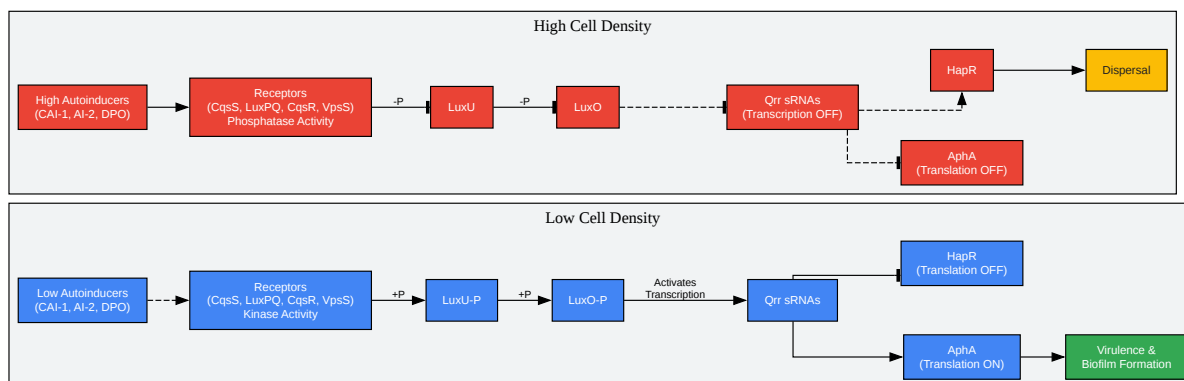 High Cell Density
High Autoinducers
(CAI-1, AI-2, DPO)
Receptors
(CqsS, LuxPQ, CqsR, VpsS)
Phosphatase Activity
-P
LuxU
-P
LuxO
Qrr sRNAs
(Transcription OFF)
HapR
Dispersal
AphA
(Translation OFF)
Low Cell Density
Low Autoinducers
(CAI-1, AI-2, DPO)
Receptors
(CqsS, LuxPQ, CqsR, VpsS)
Kinase Activity
+P
LuxU-P
+P
LuxO-P
Activates
Transcription
Qrr sRNAs
HapR
(Translation OFF)
AphA
(Translation ON)
Virulence &
Biofilm Formation